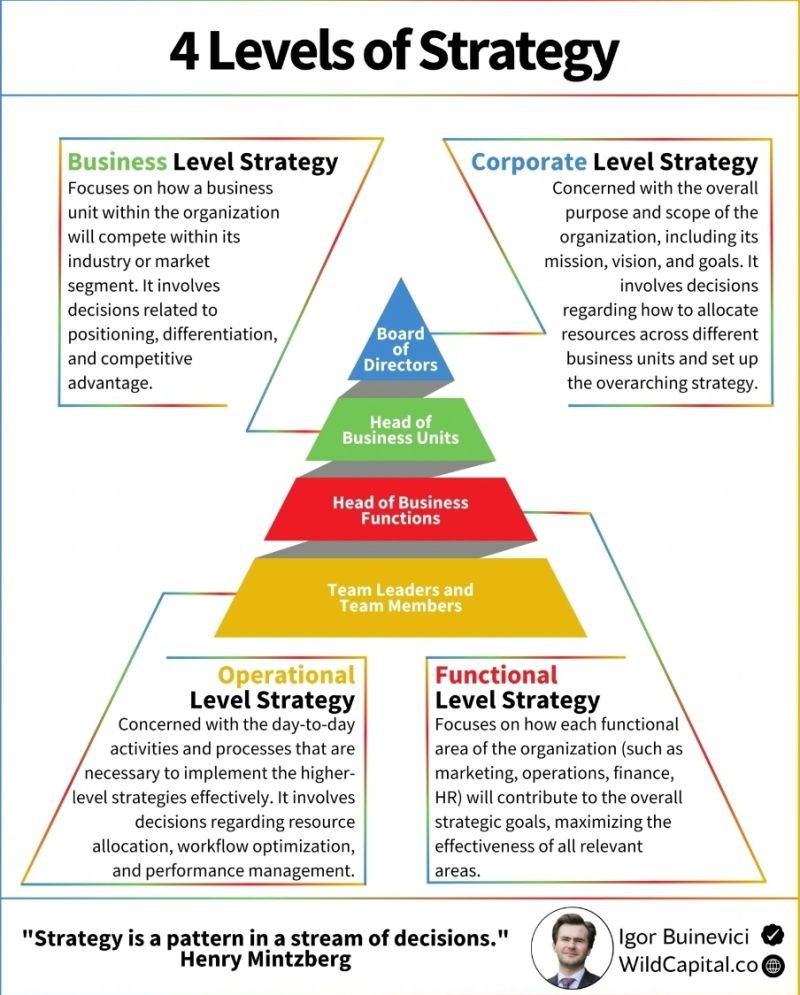 4 Levels of Strategy
Business Level Strategy
Focuses on how a business
unit within the organization
will compete within its
industry or market
segment. It involves
decisions related to
positioning, differentiation,
and competitive
advantage.
Corporate Level Strategy
Concerned with the overall
purpose and scope of the
organization, including its
mission, vision, and goals. It
involves decisions
regarding how to allocate
resources across different
business units and set up
the overarching strategy.
Board
of
Directors
Head of
Business Units
Head of Business
Functions
Team Leaders and
Team Members
Operational
Level Strategy
Concerned with the day-to-day
activities and processes that are
necessary to implement the higher-
level strategies effectively. It involves
decisions regarding resource
allocation, workflow optimization,
and performance management.
Functional
Level Strategy
Focuses on how each functional
area of the organization (such as
marketing, operations, finance,
HR) will contribute to the overall
strategic goals, maximizing the
effectiveness of all relevant
areas.
"Strategy is a pattern in a stream of decisions."
Henry Mintzberg
Igor Buinevici
WildCapital.co